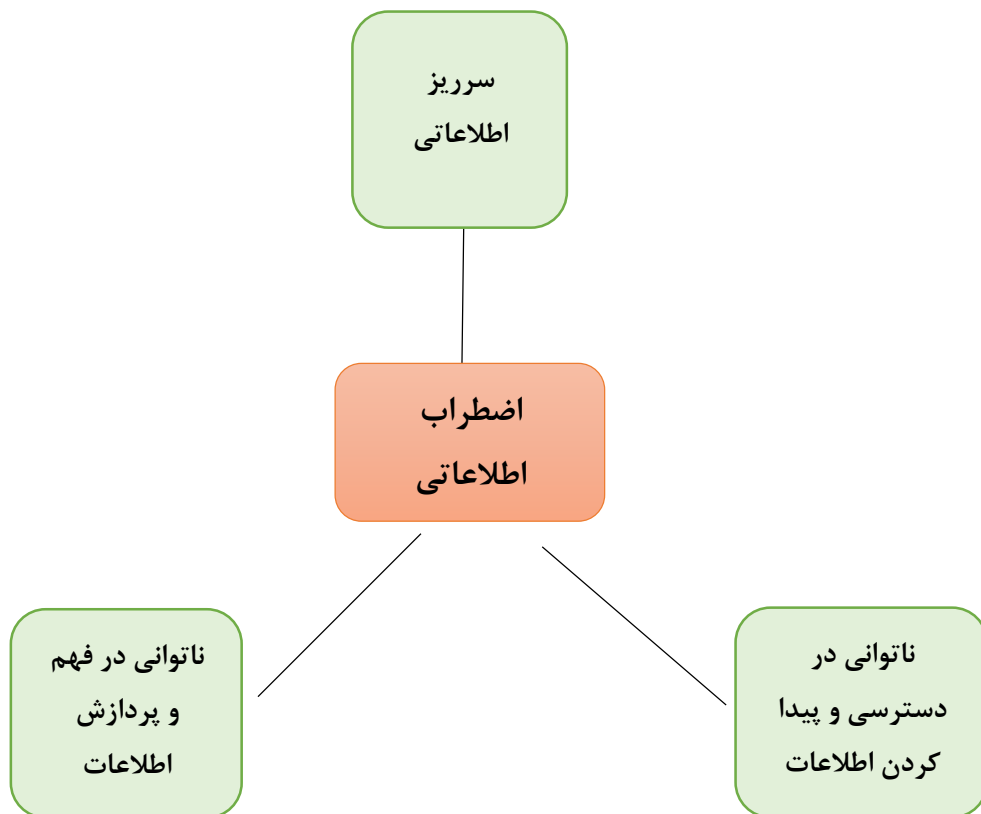 سرریز
اطلاعاتی
اضطراب
اطلاعاتی
ناتوانی در
دسترسی و پیدا
کردن اطلاعات
ناتوانی در فهم
و پردازش
اطلاعات